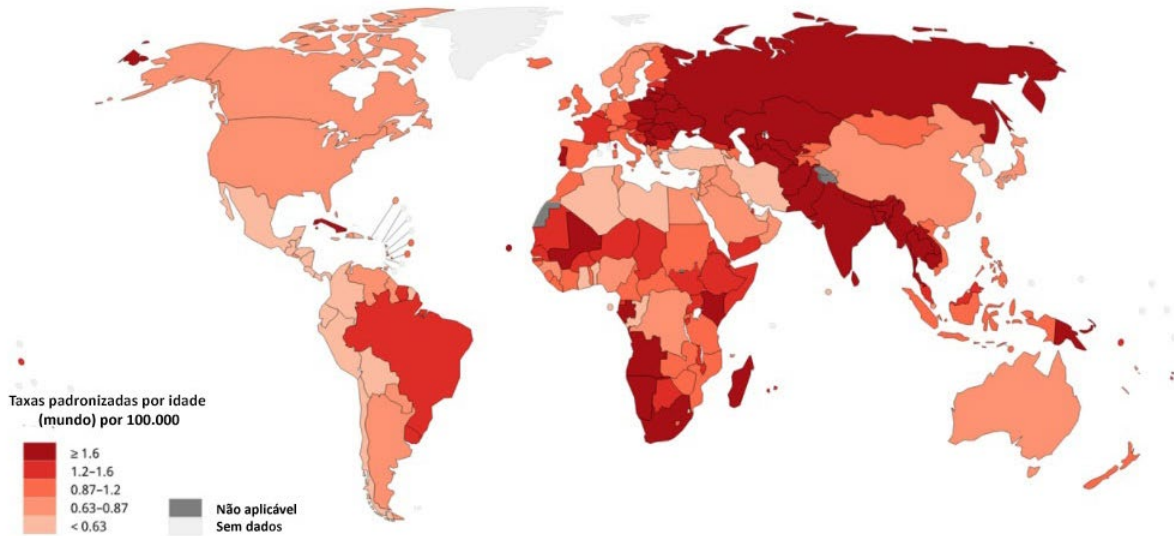 Taxas padronizadas por idade
(mundo) por 100.000
≥ 1.6
1.2–1.6
0.87–1.2
0.63–0.87
< 0.63
Não aplicável
Sem dados